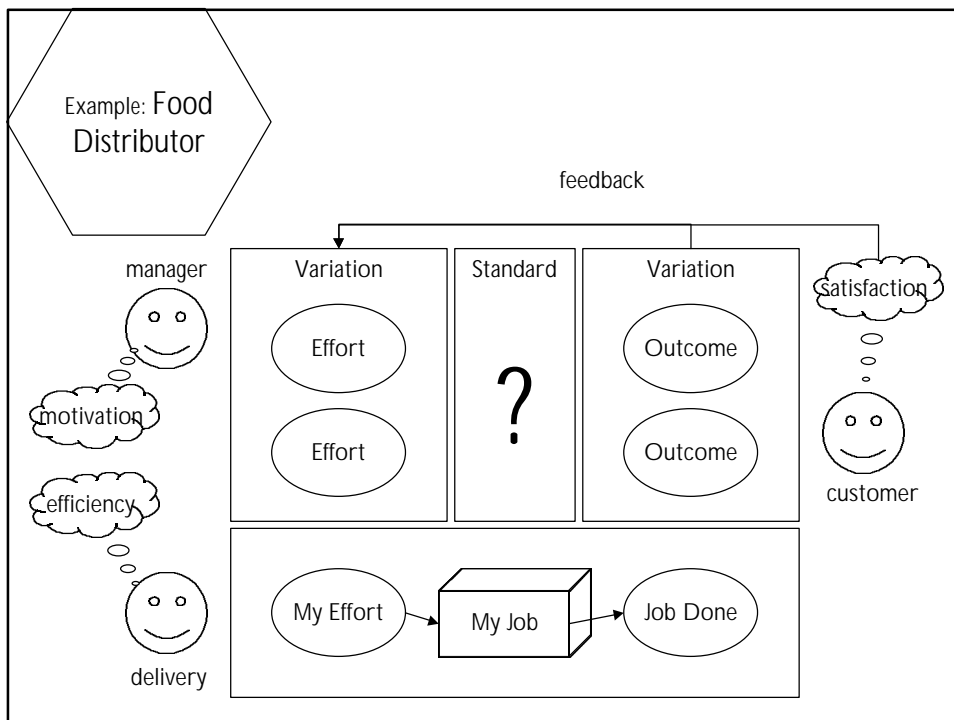 Example: Food
Distributor
feedback
manager
Variation
Standard
Variation
satisfaction
Effort
Outcome
motivation
?
Effort
Outcome
efficiency
customer
My Effort
My Job
Job Done
delivery